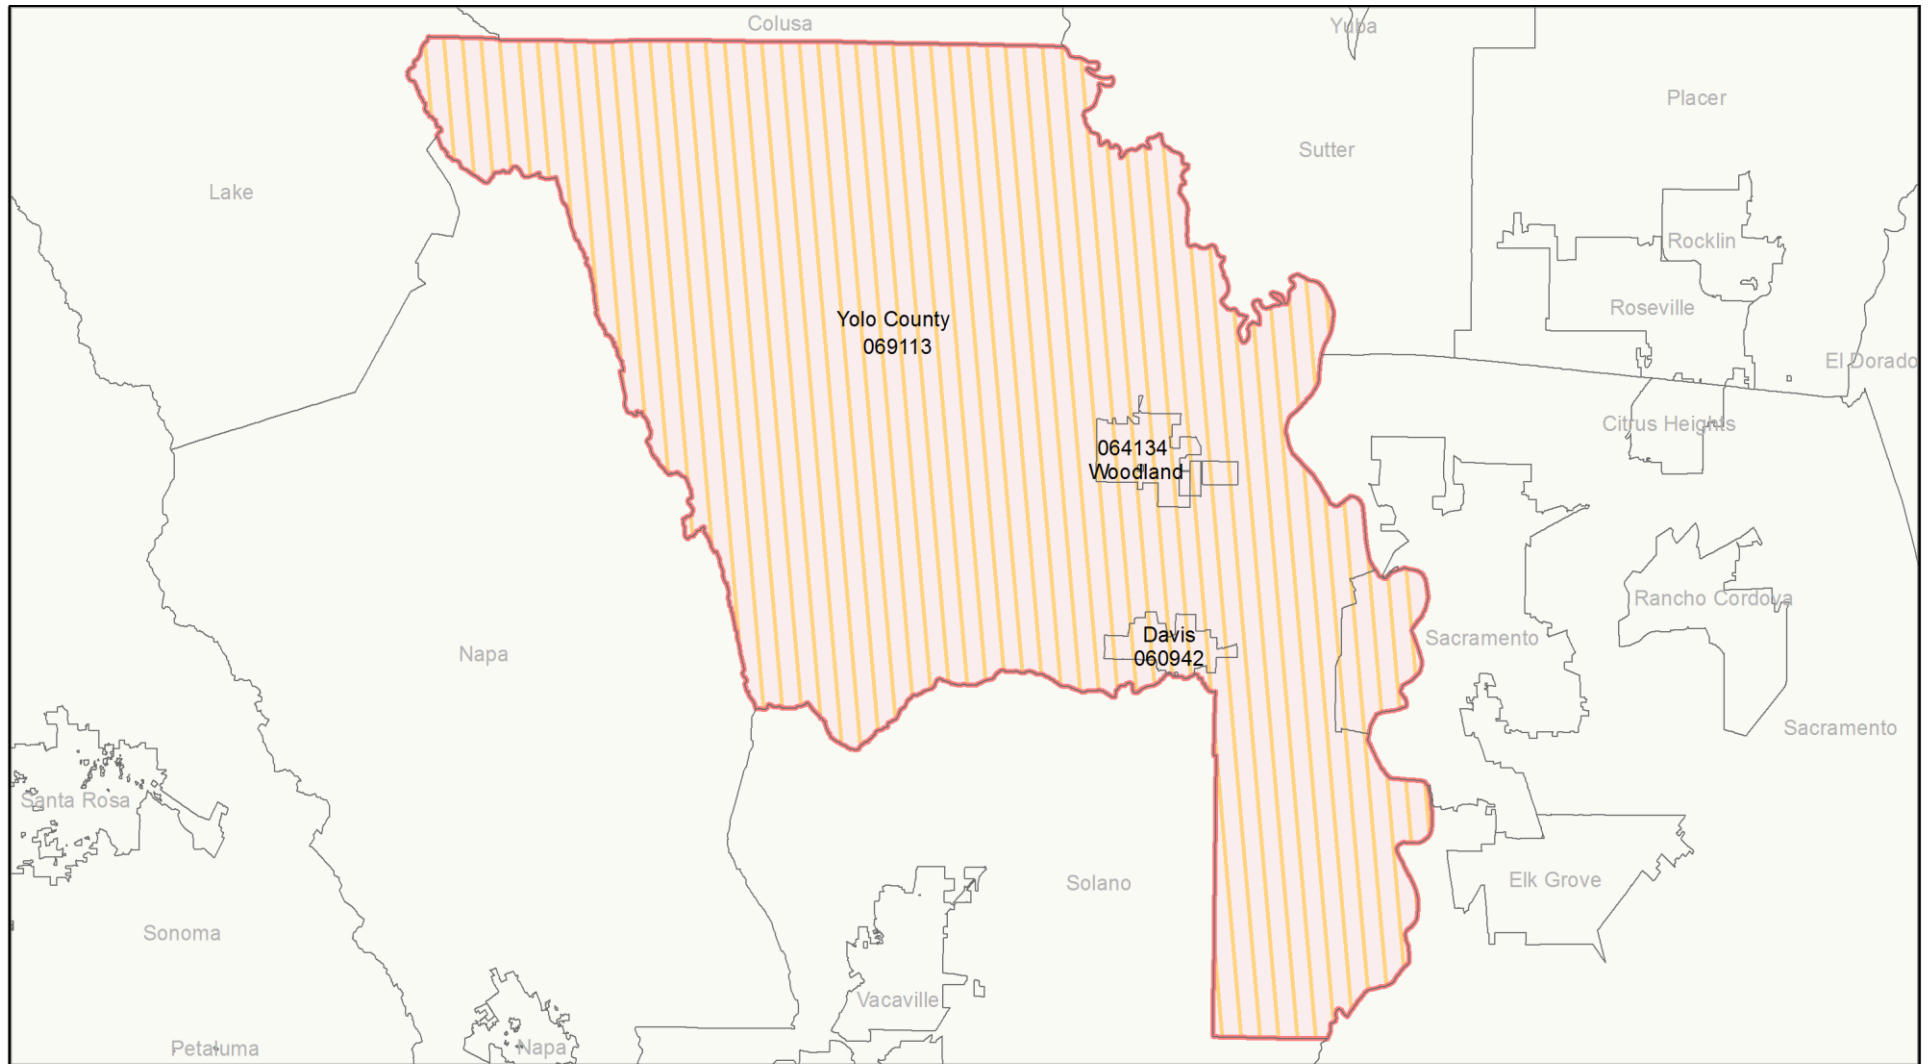 Colusa
Yuba
Placer
Sutter
Lake
Rocklin
Roseville
Yolo County
069113
El Dorado
Citrus Heights
064134
Woodland
Rancho Cordova
Davis
060942
Sacramento
Napa
Sacramento
Santa Rosa
Elk Grove
Solano
Sonoma
Vacaville
Petaluma
Napa